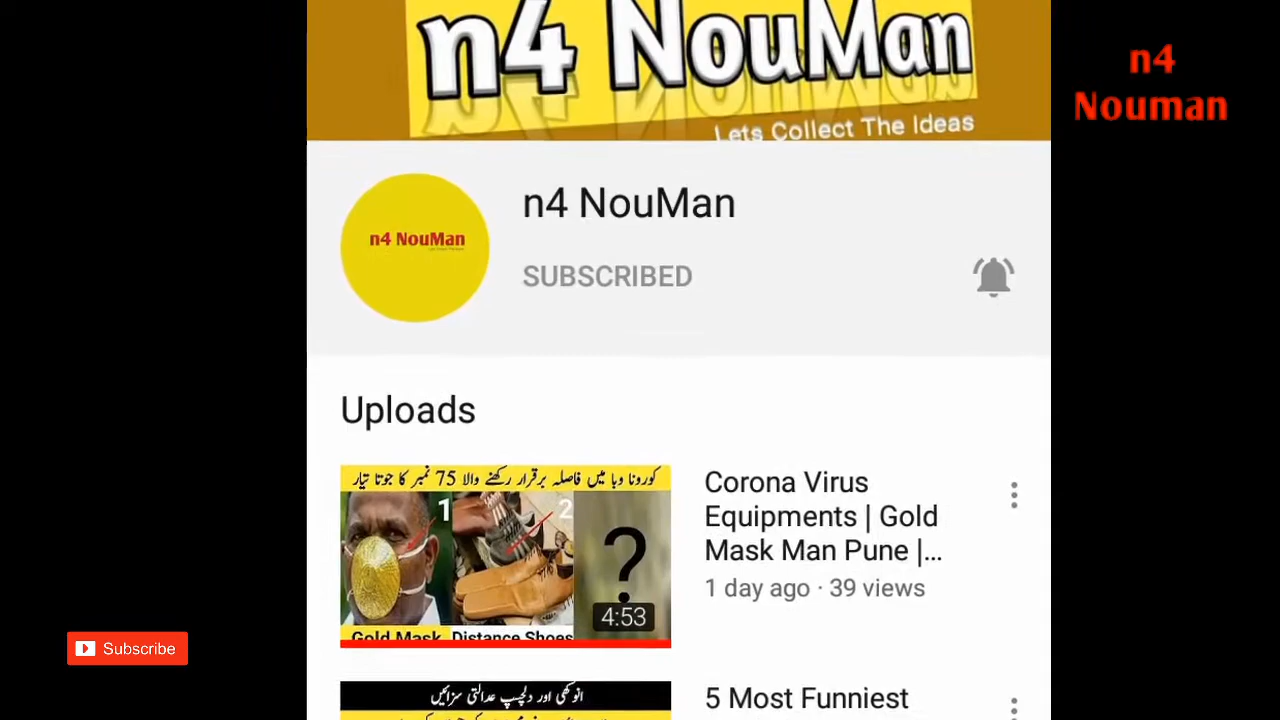 n4 NouMan
Lets Collect The Ideas
n4
Nouman
n4 NouMan
n4 NouMan
SUBSCRIBED
Uploads
کورونا وبا میں فاصلہ برقرار رکھنے والا 75 نمبر کا جوتا تیار
1
2
?
4:53
Gold Mask
Distance Shoes
Corona Virus
Equipments | Gold
Mask Man Pune |...
1 day ago · 39 views
Subscribe
انوکھی اور دلچسپ عدالتی سزائیں
5 Most Funniest